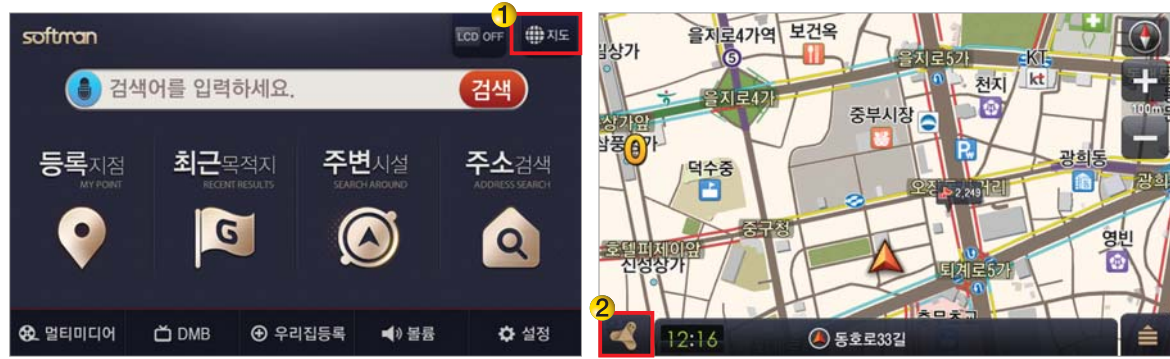 1
softman
LCD OFF
지도
검색어를 입력하세요.
검색
등록지점
MY POINT
최근목적지
RECENT RESULTS
주변시설
SEARCH AROUND
주소검색
ADDRESS SEARCH
G
멀티미디어
DMB
우리집등록
볼륨
설정
을지로4가역
보건옥
5
을지로5가
KT
kt
천지
100m
을지로4가
중부시장
상가앞
0
덕수중
광희동
2,249
중구청
호텔피제이앞
신성상가
영빈
퇴계로5가
2
12:16
동호로33길